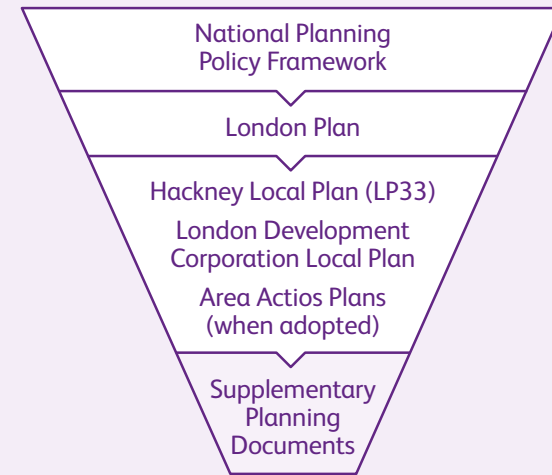 National Planning
Policy Framework
London Plan
Hackney Local Plan (LP33)
London Development
Corporation Local Plan
Area Actios Plans
(when adopted)
Supplementary
Planning
Documents